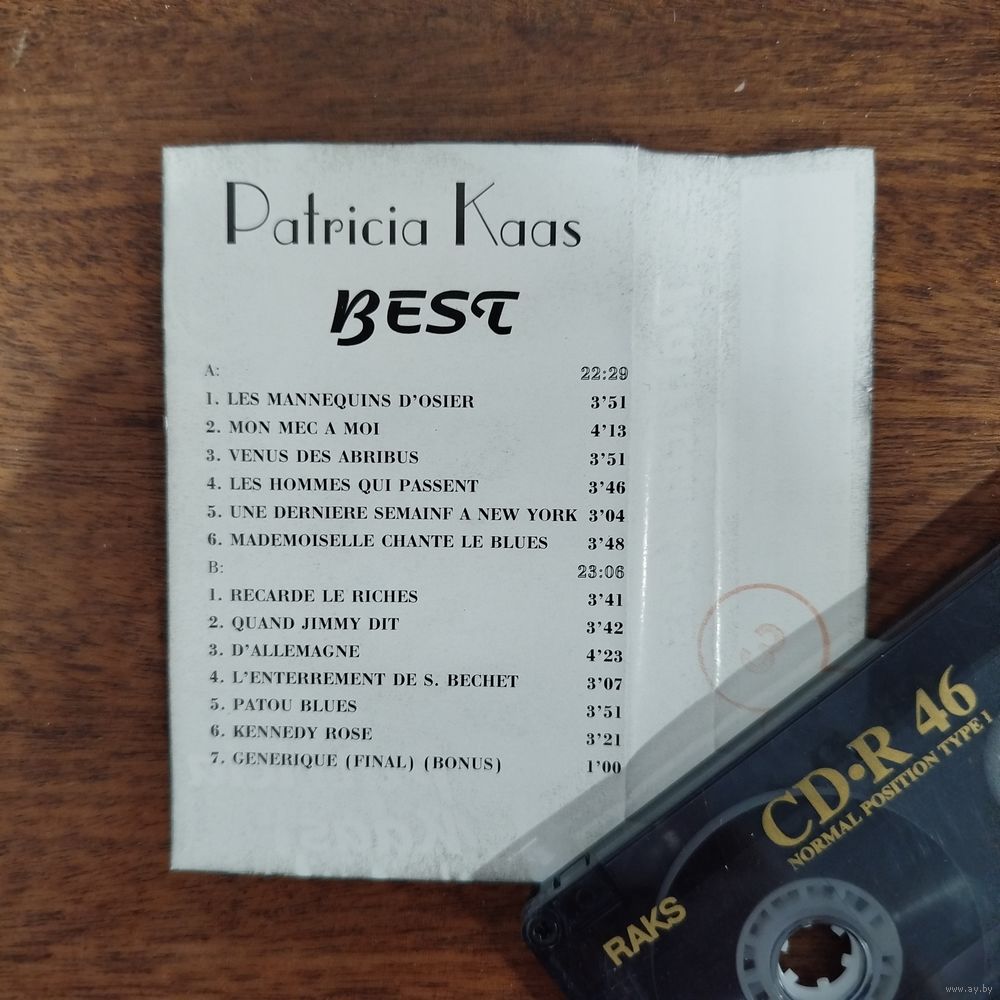 Patricia Kaas
BEST
A: 22:29
1. LES MANNEQUINS D'OSIER 3'51
2. MON MEC A MOI 4'13
3. VENUS DES ABRIBUS 3'51
4. LES HOMMES QUI PASSENT 3'46
5. UNE DERNIERE SEMAINF A NEW YORK 3'04
6. MADEMOISELLE CHANTE LE BLUES 3'48
B: 23:06
1. RECARDE LE RICHES 3'41
2. QUAND JIMMY DIT 3'42
3. D'ALLEMAGNE 4'23
4. L'ENTERREMENT DE S. BECHET 3'07
5. PATOU BLUES 3'51
6. KENNEDY ROSE 3'21
7. GENERIQUE (FINAL) (BONUS) 1'00
3
CD•R 46
NORMAL POSITION TYPE I
RAKS
www.ay.by